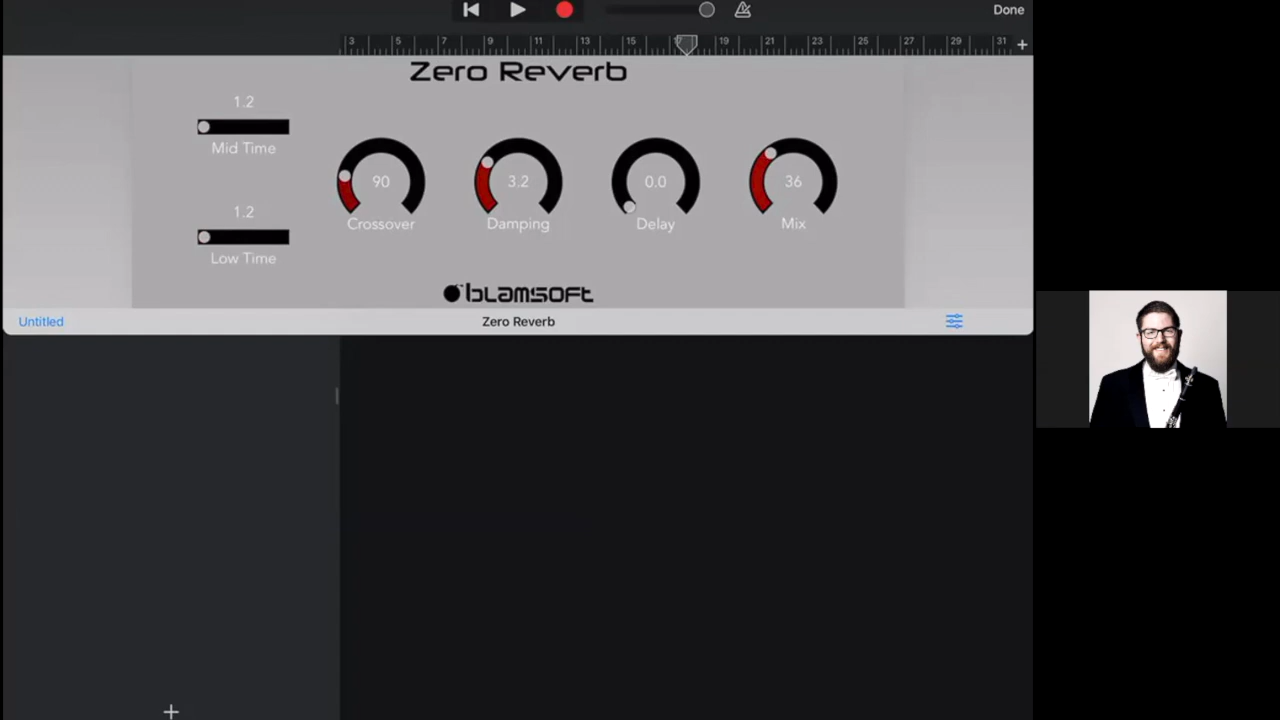 Done
3 5 7 9 11 13 15 17 19 21 23 25 27 29 31 +
Zero Reverb
1.2
Mid Time
1.2
Low Time
90
Crossover
3.2
Damping
0.0
Delay
36
Mix
blamsoft
Untitled
Zero Reverb
+